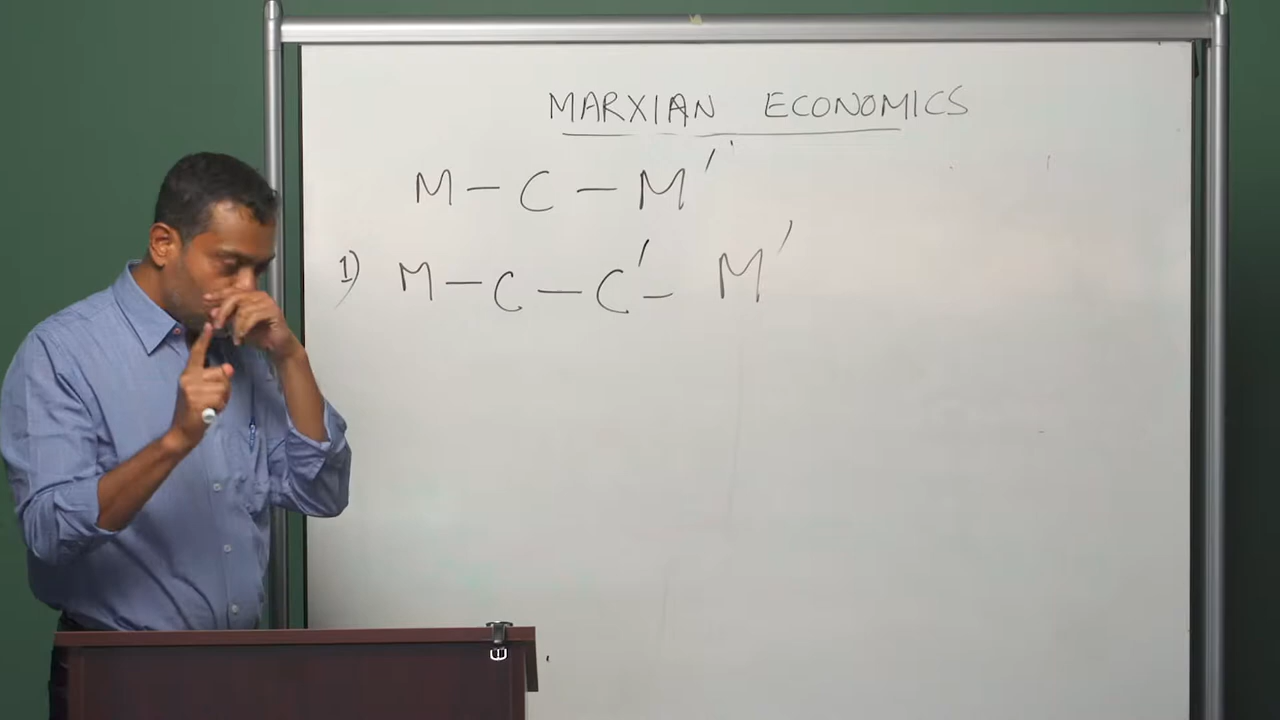 MARXIAN ECONOMICS
M – C – M'
1) M – C – C' – M'